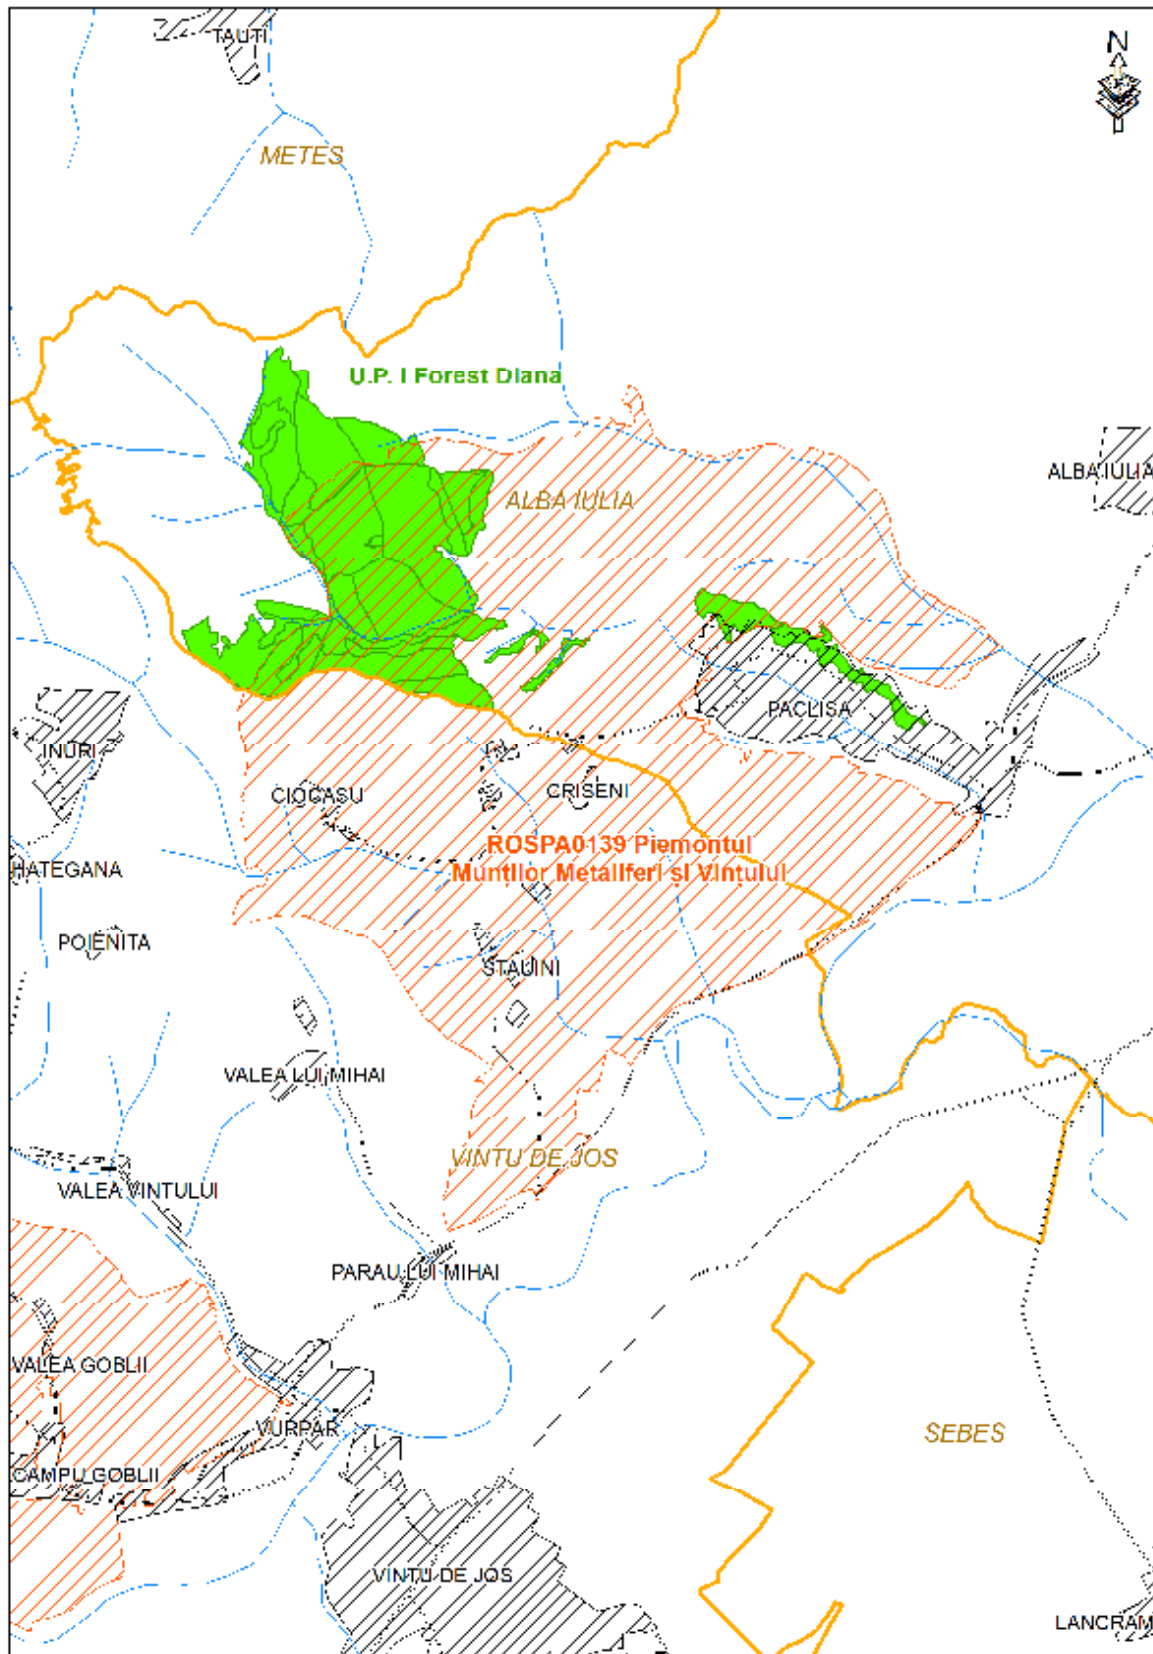 TAUTI
N
METES
U.P. I Forest Diana
ALBA IULIA
ALBA IULIA
PACLISA
INURI
CIOCASU
CRISENI
ROSPA0139 Piemontul
Muntilor Metaliferi si Vintului
HATEGANA
POIENITA
STAUINI
VALEA LUI MIHAI
VINTU DE JOS
VALEA VINTULUI
PARAU LUI MIHAI
VALEA GOBLII
VURPAR
SEBES
CAMPU GOBLII
VINTU DE JOS
LANCRAM